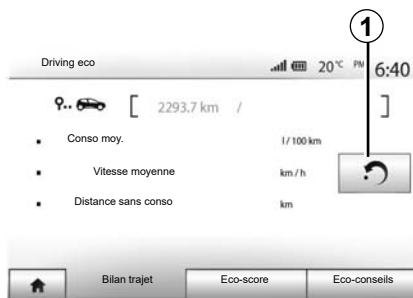 1
Driving eco 20°C PM 6:40
[ 2293.7 km / ]
Conso moy. l/100 km
Vitesse moyenne km/h
Distance sans conso km
Bilan trajet Eco-score Eco-conseils